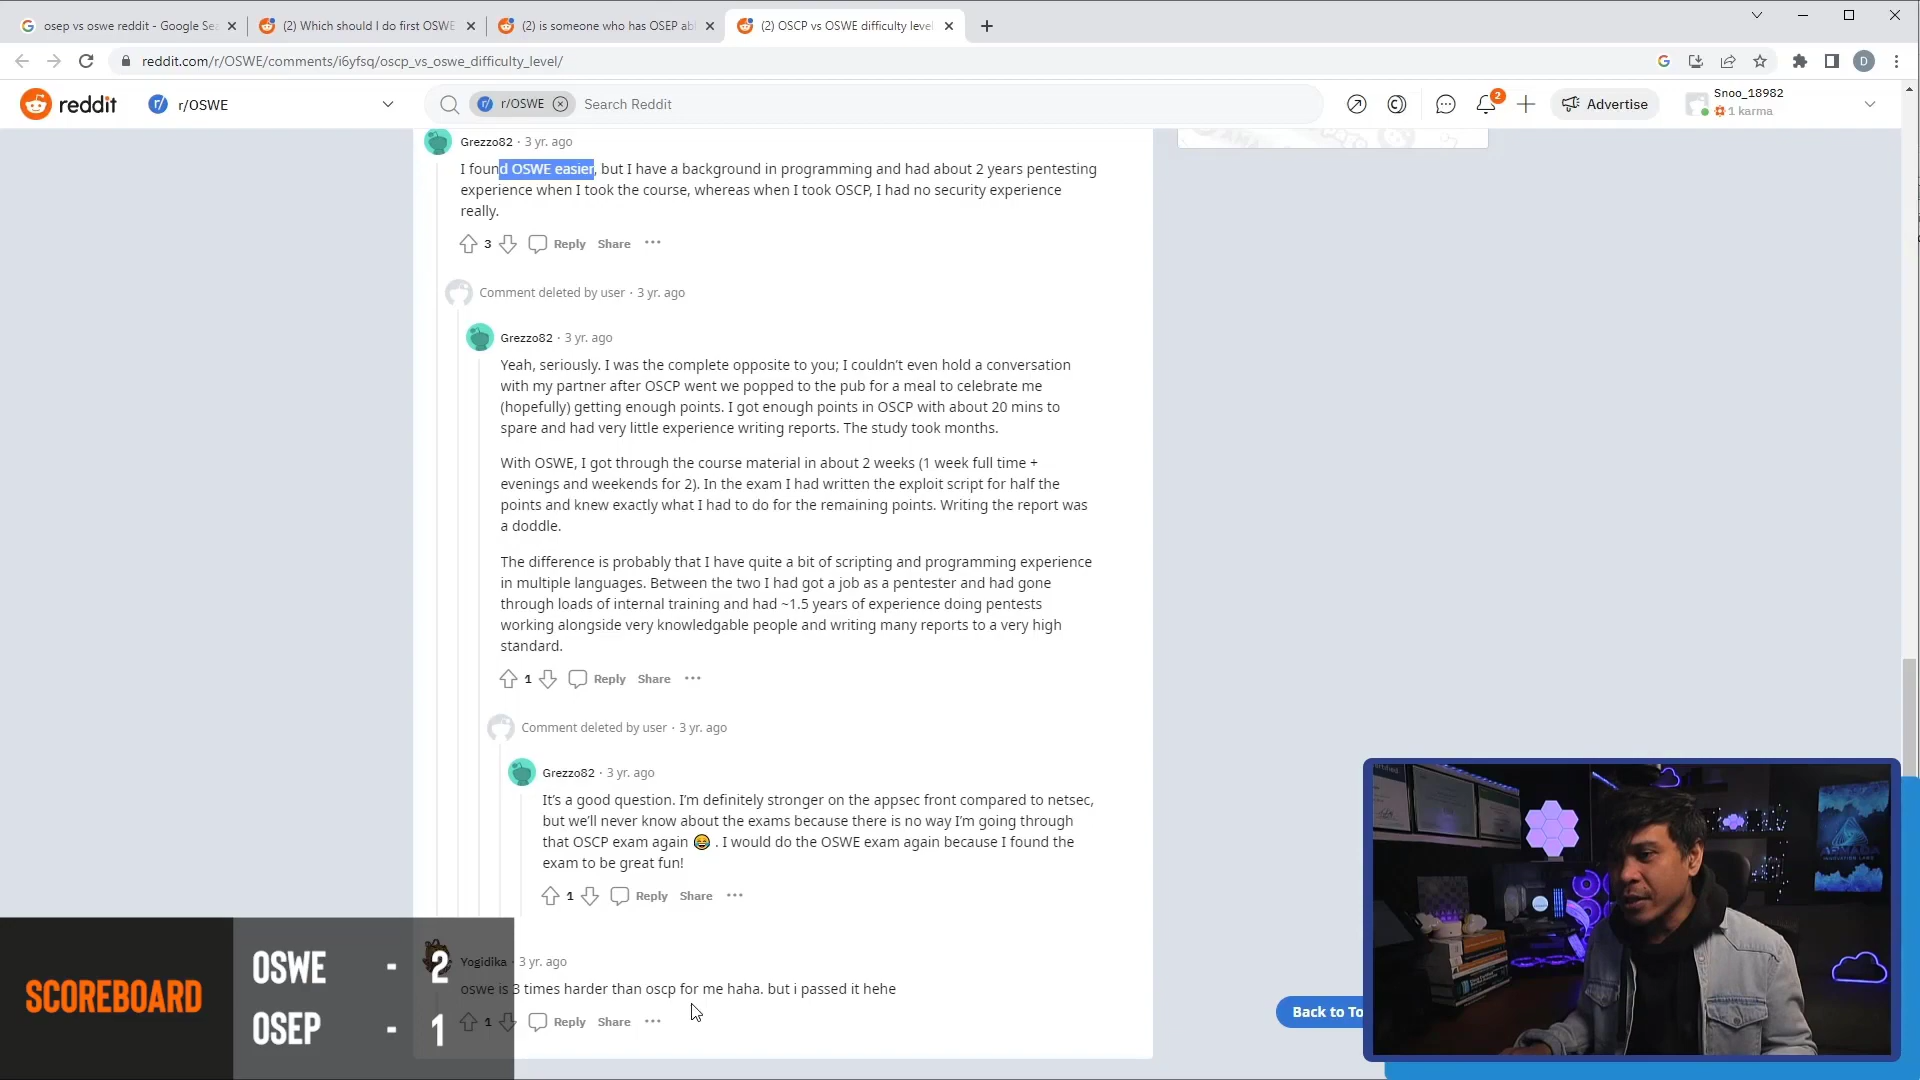 osep vs oswe reddit - Google Sea
(2) Which should I do first OSWE
(2) is someone who has OSEP abl
(2) OSCP vs OSWE difficulty level
reddit.com/r/OSWE/comments/i6yfsq/oscp_vs_oswe_difficulty_level/
D
reddit
r/OSWE
r/OSWE
Search Reddit
2
Advertise
Snoo_18982
1 karma
Grezzo82 · 3 yr. ago
I found OSWE easier, but I have a background in programming and had about 2 years pentesting
experience when I took the course, whereas when I took OSCP, I had no security experience
really.
3 Reply Share ···
Comment deleted by user · 3 yr. ago
Grezzo82 · 3 yr. ago
Yeah, seriously. I was the complete opposite to you; I couldn't even hold a conversation
with my partner after OSCP went we popped to the pub for a meal to celebrate me
(hopefully) getting enough points. I got enough points in OSCP with about 20 mins to
spare and had very little experience writing reports. The study took months.
With OSWE, I got through the course material in about 2 weeks (1 week full time +
evenings and weekends for 2). In the exam I had written the exploit script for half the
points and knew exactly what I had to do for the remaining points. Writing the report was
a doddle.
The difference is probably that I have quite a bit of scripting and programming experience
in multiple languages. Between the two I had got a job as a pentester and had gone
through loads of internal training and had ~1.5 years of experience doing pentests
working alongside very knowledgable people and writing many reports to a very high
standard.
1 Reply Share ···
Comment deleted by user · 3 yr. ago
Grezzo82 · 3 yr. ago
It's a good question. I'm definitely stronger on the appsec front compared to netsec,
but we'll never know about the exams because there is no way I'm going through
that OSCP exam again 😂 . I would do the OSWE exam again because I found the
exam to be great fun!
1 Reply Share ···
Yogidika · 3 yr. ago
oswe is 3 times harder than oscp for me haha. but i passed it hehe
1 Reply Share ···
Back to To
SCOREBOARD
OSWE - 2
OSEP - 1
ARMADA
INNOVATION LABS